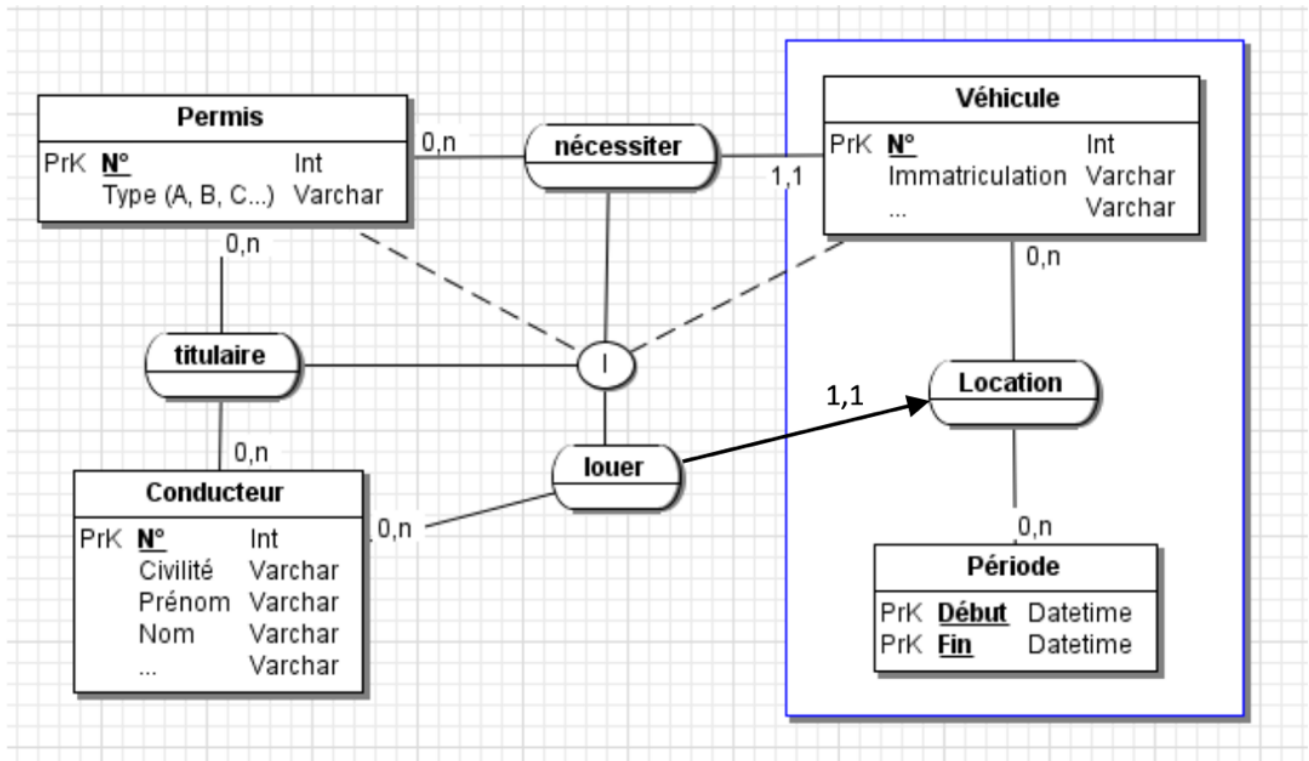 Permis
PrK N° Int
Type (A, B, C...) Varchar
0,n
nécessiter
1,1
Véhicule
PrK N° Int
Immatriculation Varchar
... Varchar
0,n
0,n
titulaire
I
Location
1,1
louer
0,n
Conducteur
PrK N° Int
Civilité Varchar
Prénom Varchar
Nom Varchar
... Varchar
0,n
0,n
Période
PrK Début Datetime
PrK Fin Datetime